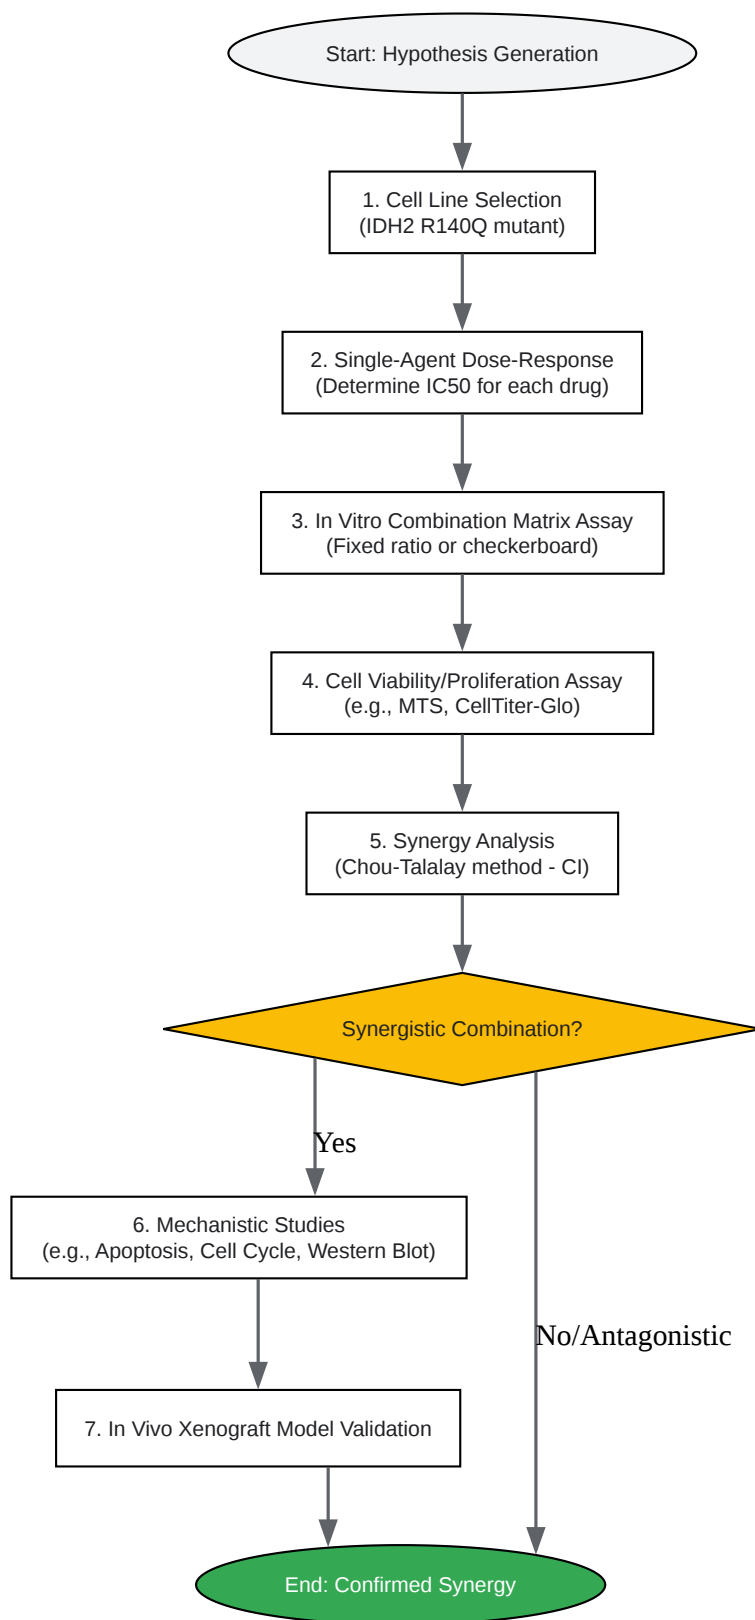 Start: Hypothesis Generation
1. Cell Line Selection
(IDH2 R140Q mutant)
2. Single-Agent Dose-Response
(Determine IC50 for each drug)
3. In Vitro Combination Matrix Assay
(Fixed ratio or checkerboard)
4. Cell Viability/Proliferation Assay
(e.g., MTS, CellTiter-Glo)
5. Synergy Analysis
(Chou-Talalay method - CI)
Synergistic Combination?
Yes
6. Mechanistic Studies
(e.g., Apoptosis, Cell Cycle, Western Blot)
No/Antagonistic
7. In Vivo Xenograft Model Validation
End: Confirmed Synergy